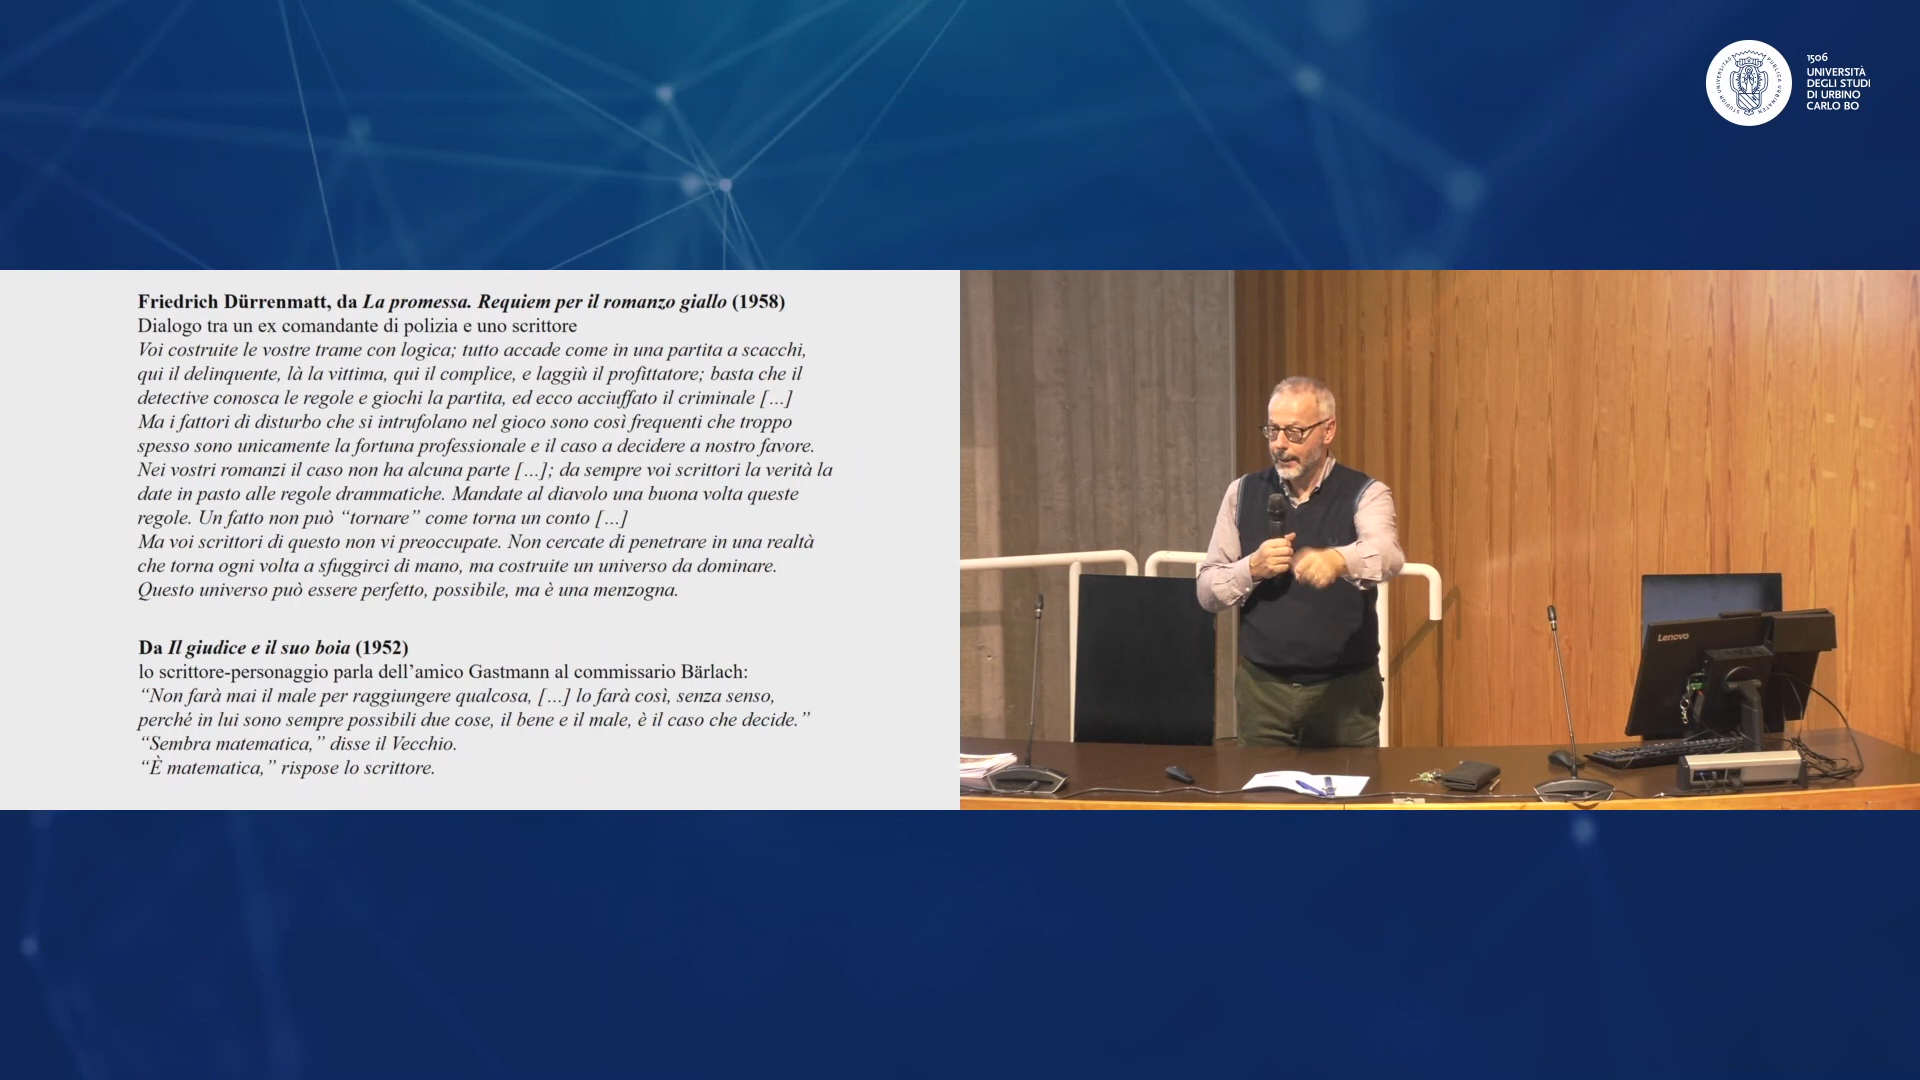 1506
UNIVERSITÀ
DEGLI STUDI
DI URBINO
CARLO BO
Friedrich Dürrenmatt, da La promessa. Requiem per il romanzo giallo (1958)
Dialogo tra un ex comandante di polizia e uno scrittore
Voi costruite le vostre trame con logica; tutto accade come in una partita a scacchi,
qui il delinquente, là la vittima, qui il complice, e laggiù il profittatore; basta che il
detective conosca le regole e giochi la partita, ed ecco acciuffato il criminale […]
Ma i fattori di disturbo che si intrufolano nel gioco sono così frequenti che troppo
spesso sono unicamente la fortuna professionale e il caso a decidere a nostro favore.
Nei vostri romanzi il caso non ha alcuna parte […]; da sempre voi scrittori la verità la
date in pasto alle regole drammatiche. Mandate al diavolo una buona volta queste
regole. Un fatto non può “tornare” come torna un conto […]
Ma voi scrittori di questo non vi preoccupate. Non cercate di penetrare in una realtà
che torna ogni volta a sfuggirci di mano, ma costruite un universo da dominare.
Questo universo può essere perfetto, possibile, ma è una menzogna.
Da Il giudice e il suo boia (1952)
lo scrittore-personaggio parla dell’amico Gastmann al commissario Bärlach:
“Non farà mai il male per raggiungere qualcosa, […] lo farà così, senza senso,
perché in lui sono sempre possibili due cose, il bene e il male, è il caso che decide.”
“Sembra matematica,” disse il Vecchio.
“È matematica,” rispose lo scrittore.
Lenovo